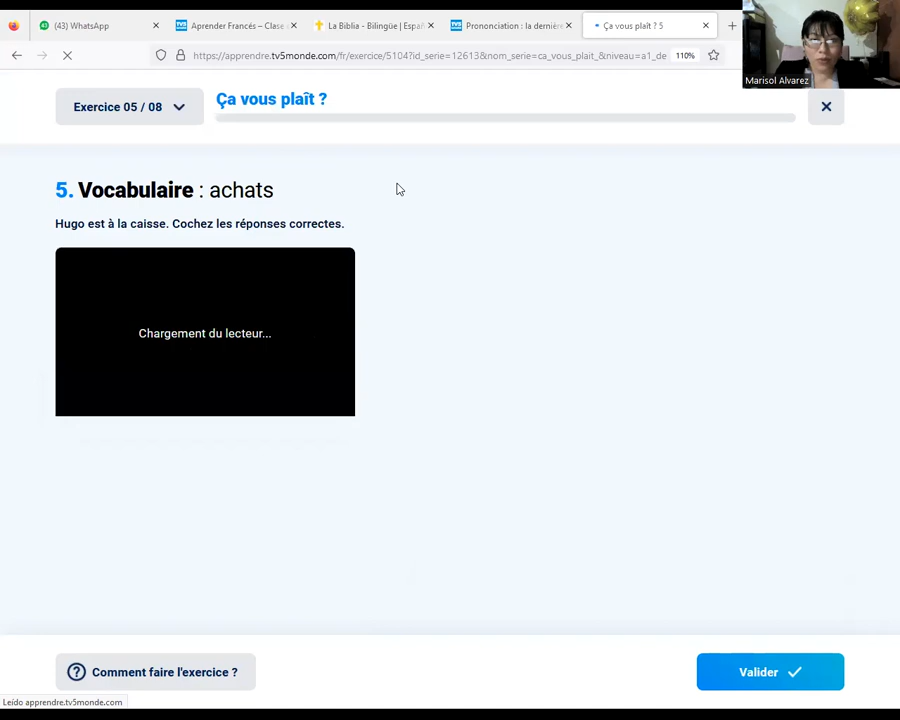 (43) WhatsApp
Aprender Francés – Clase
La Biblia - Bilingüe | Españ
Prononciation : la dernière
Ça vous plaît ? 5
https://apprendre.tv5monde.com/fr/exercice/5104?id_serie=12613&nom_serie=ca_vous_plait_&niveau=a1_de
110%
Marisol Alvarez
Exercice 05 / 08
Ça vous plaît ?
5. Vocabulaire : achats
Hugo est à la caisse. Cochez les réponses correctes.
Chargement du lecteur...
? Comment faire l'exercice ?
Valider
Leído apprendre.tv5monde.com